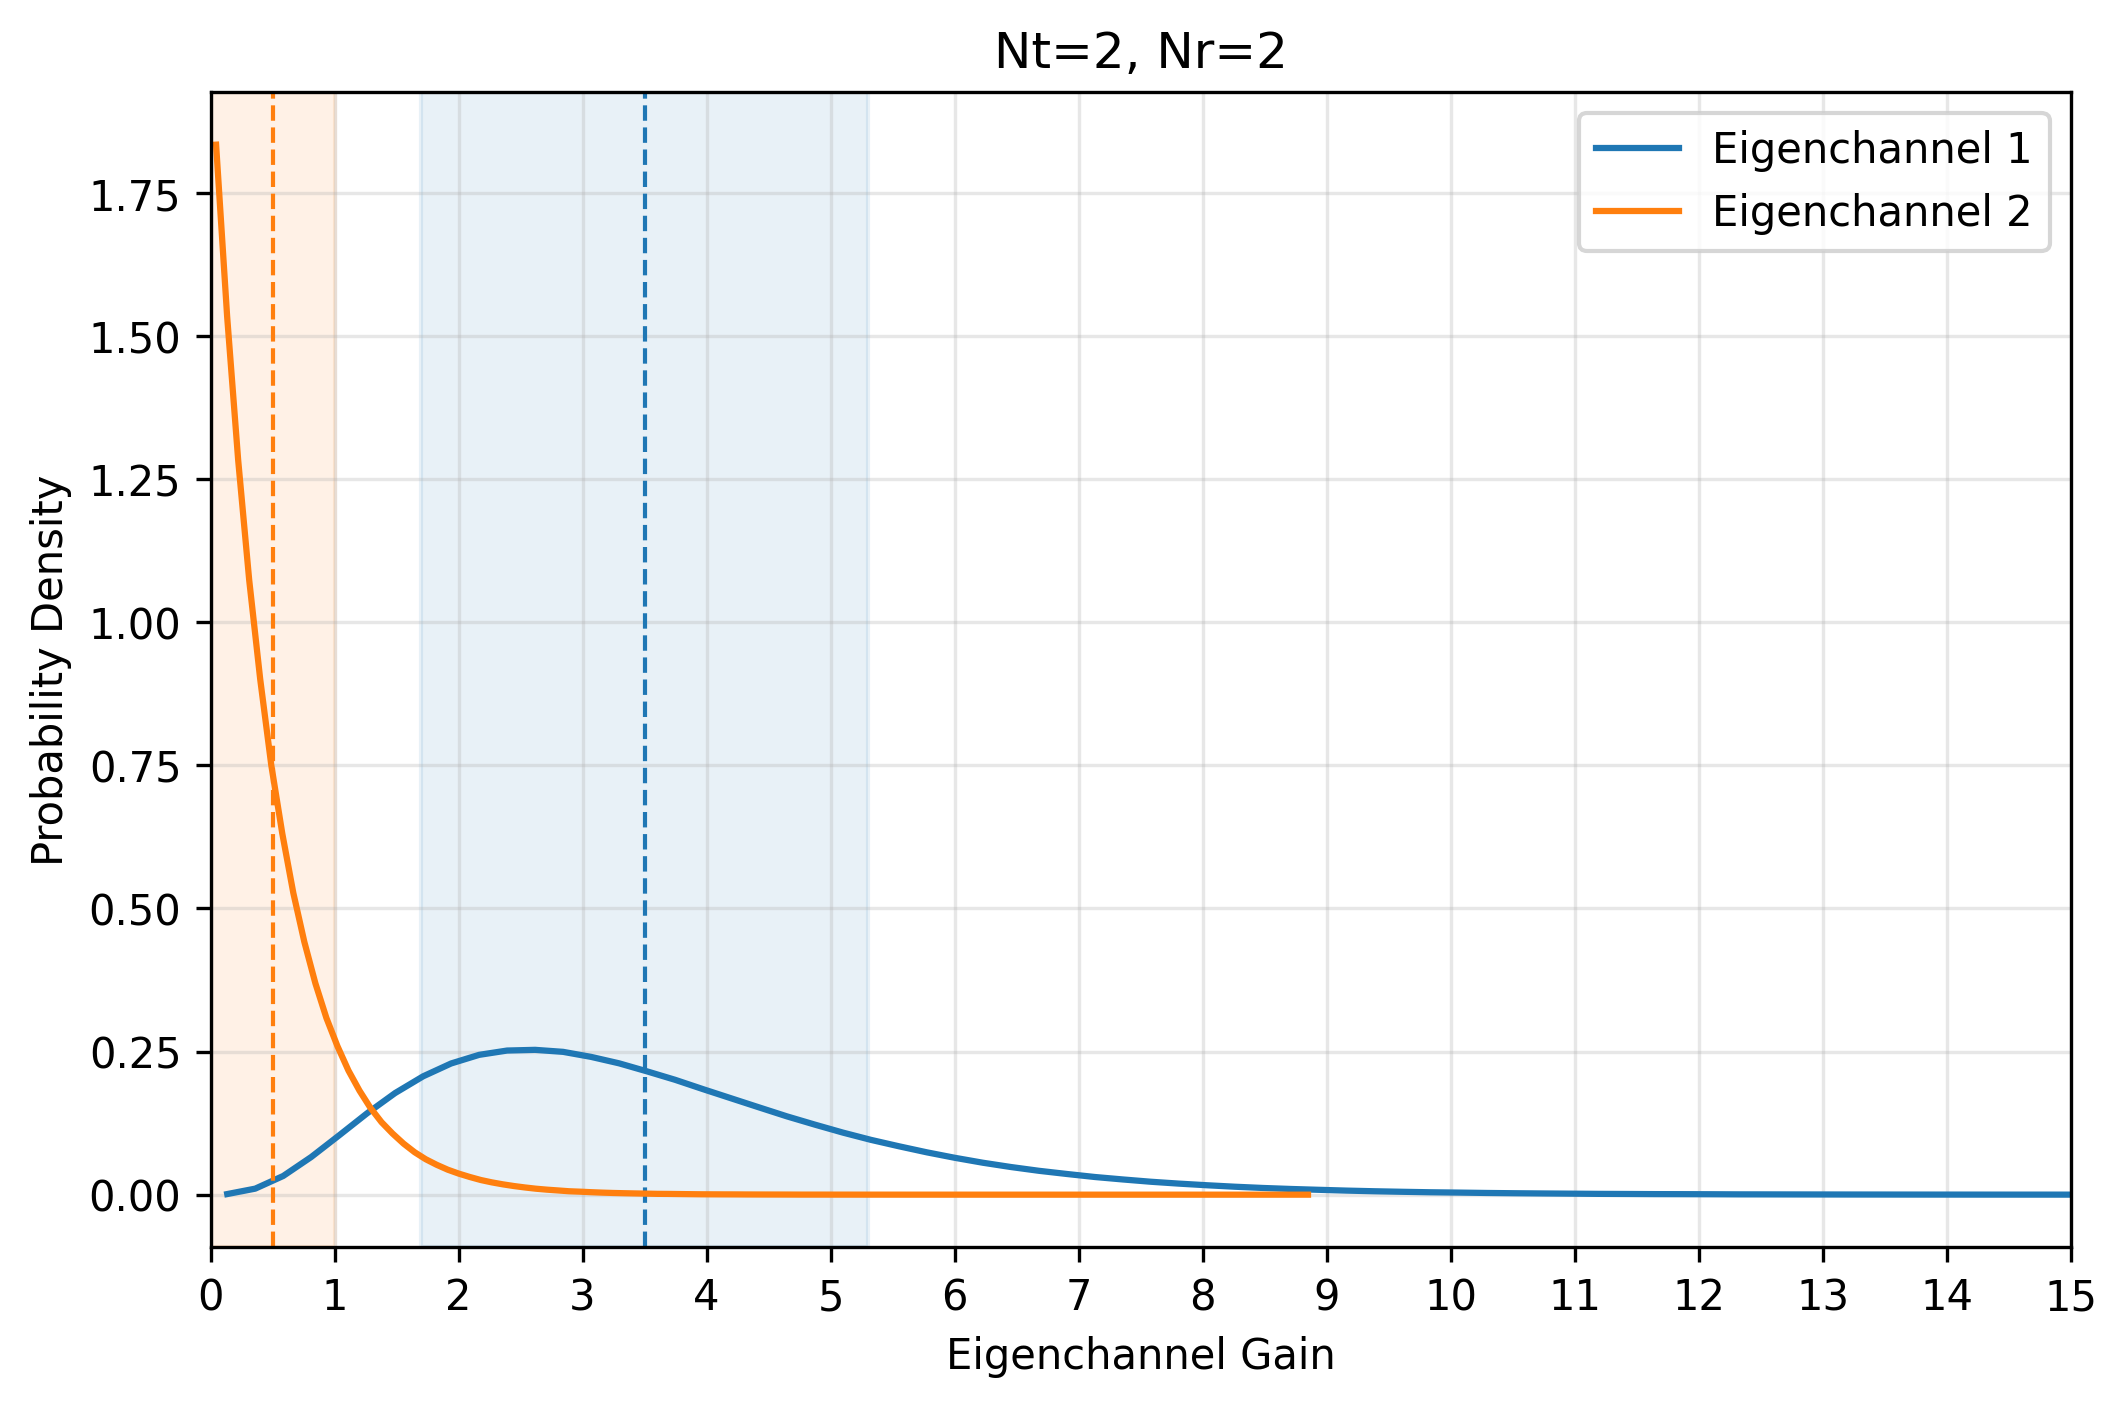 Nt=2, Nr=2
Eigenchannel 1
Eigenchannel 2
Probability Density
1.75
1.50
1.25
1.00
0.75
0.50
0.25
0.00
0 1 2 3 4 5 6 7 8 9 10 11 12 13 14 15
Eigenchannel Gain